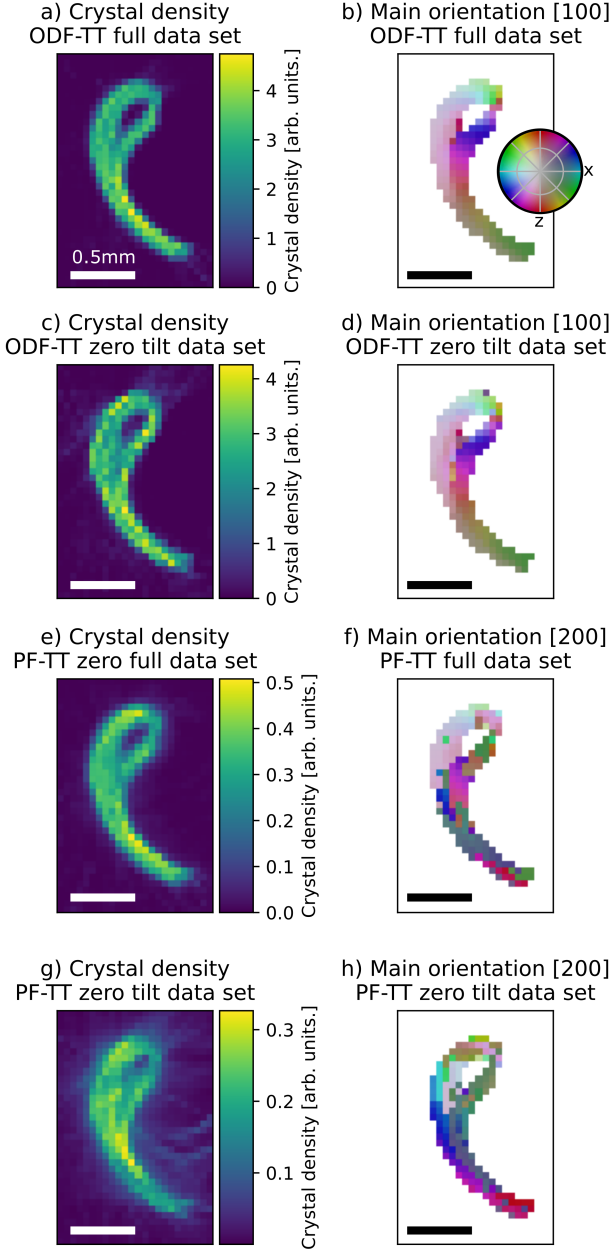 a) Crystal density
ODF-TT full data set
b) Main orientation [100]
ODF-TT full data set
4
3
2
1
0
Crystal density [arb. units.]
0.5mm
x
z
c) Crystal density
ODF-TT zero tilt data set
d) Main orientation [100]
ODF-TT zero tilt data set
4
3
2
1
0
Crystal density [arb. units.]
e) Crystal density
PF-TT zero full data set
f) Main orientation [200]
PF-TT full data set
0.5
0.4
0.3
0.2
0.1
0.0
Crystal density [arb. units.]
g) Crystal density
PF-TT zero tilt data set
h) Main orientation [200]
PF-TT zero tilt data set
0.3
0.2
0.1
Crystal density [arb. units.]